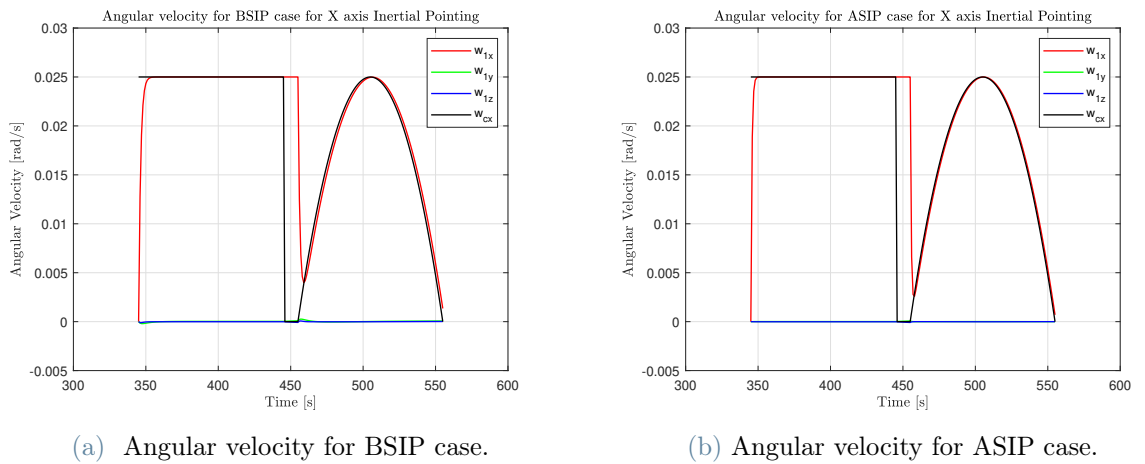 Angular velocity for BSIP case for X axis Inertial Pointing
0.03
0.025
0.02
0.015
0.01
0.005
0
-0.005
Angular Velocity [rad/s]
300 350 400 450 500 550 600
Time [s]
w1x
w1y
w1z
wcx
(a) Angular velocity for BSIP case.
Angular velocity for ASIP case for X axis Inertial Pointing
0.03
0.025
0.02
0.015
0.01
0.005
0
-0.005
Angular Velocity [rad/s]
300 350 400 450 500 550 600
Time [s]
w1x
w1y
w1z
wcx
(b) Angular velocity for ASIP case.